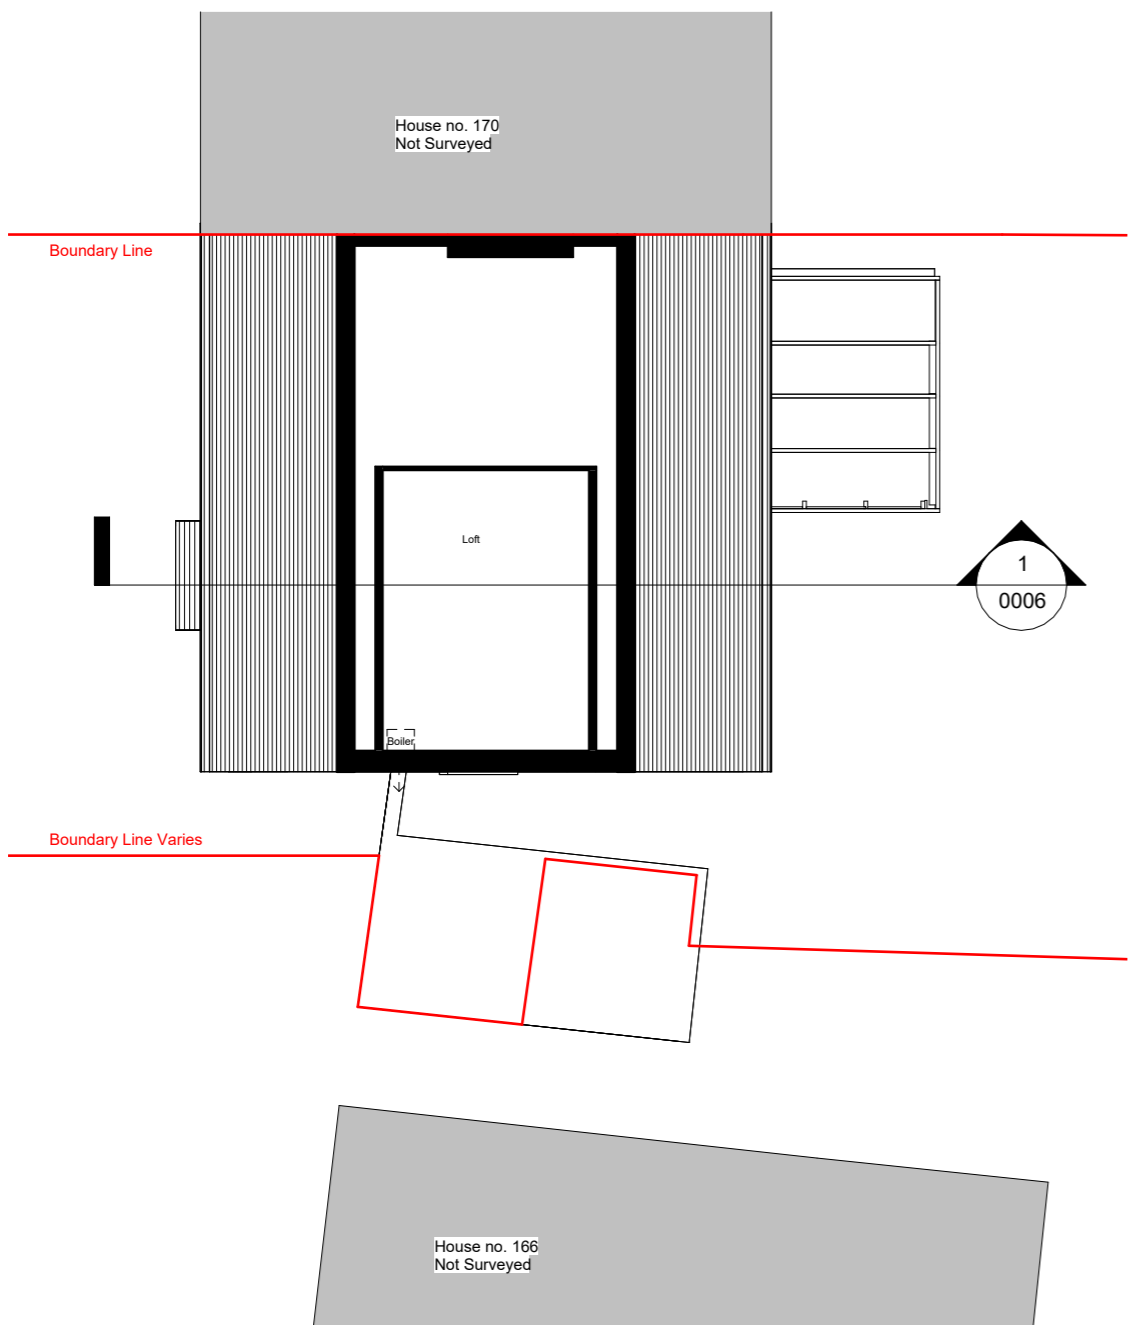 House no. 170
Not Surveyed
Boundary Line
Loft
1
0006
Boiler
Boundary Line Varies
House no. 166
Not Surveyed